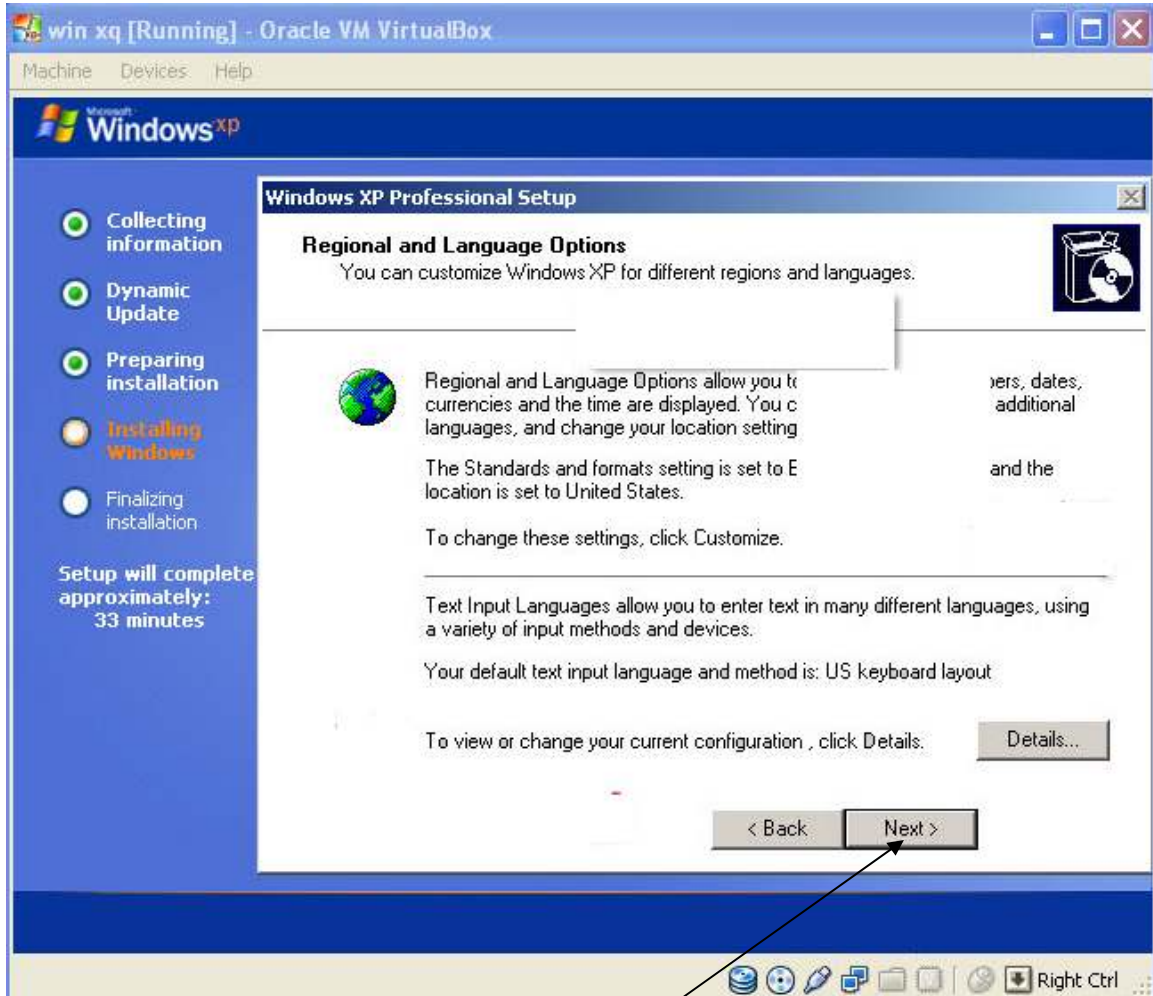 win xq [Running] - Oracle VM VirtualBox
Machine Devices Help
Microsoft
Windows xp
Collecting
information
Dynamic
Update
Preparing
installation
Installing
Windows
Finalizing
installation
Setup will complete
approximately:
33 minutes
Windows XP Professional Setup
Regional and Language Options
You can customize Windows XP for different regions and languages.
Regional and Language Options allow you dates,
currencies and the time are displayed. You additional
languages, and change your location
The Standards and formats setting is set to and the
location is set to United States.
To change these settings, click Customize.
Text Input Languages allow you to enter text in many different languages, using
a variety of input methods and devices.
Your default text input language and method is: US keyboard layout
To view or change your current configuration , click Details.
Details...
< Back
Next >
Right Ctrl